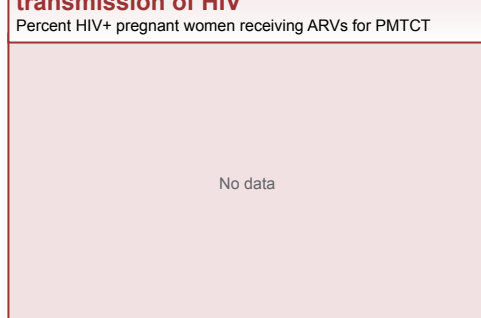 transmission of HIV
Percent HIV+ pregnant women receiving ARVs for PMTCT
No data